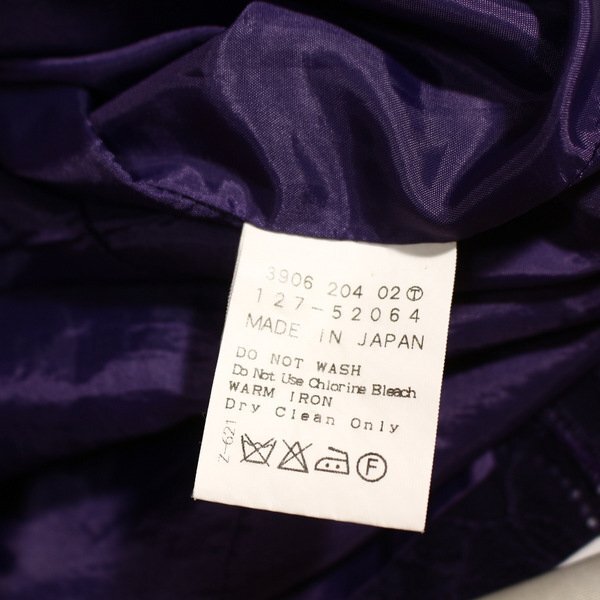 3906 204 02 Ⓣ
127-52064
MADE IN JAPAN
DO NOT WASH
Do Not Use Chlorine Bleach
WARM IRON
Dry Clean Only
Z-621
F